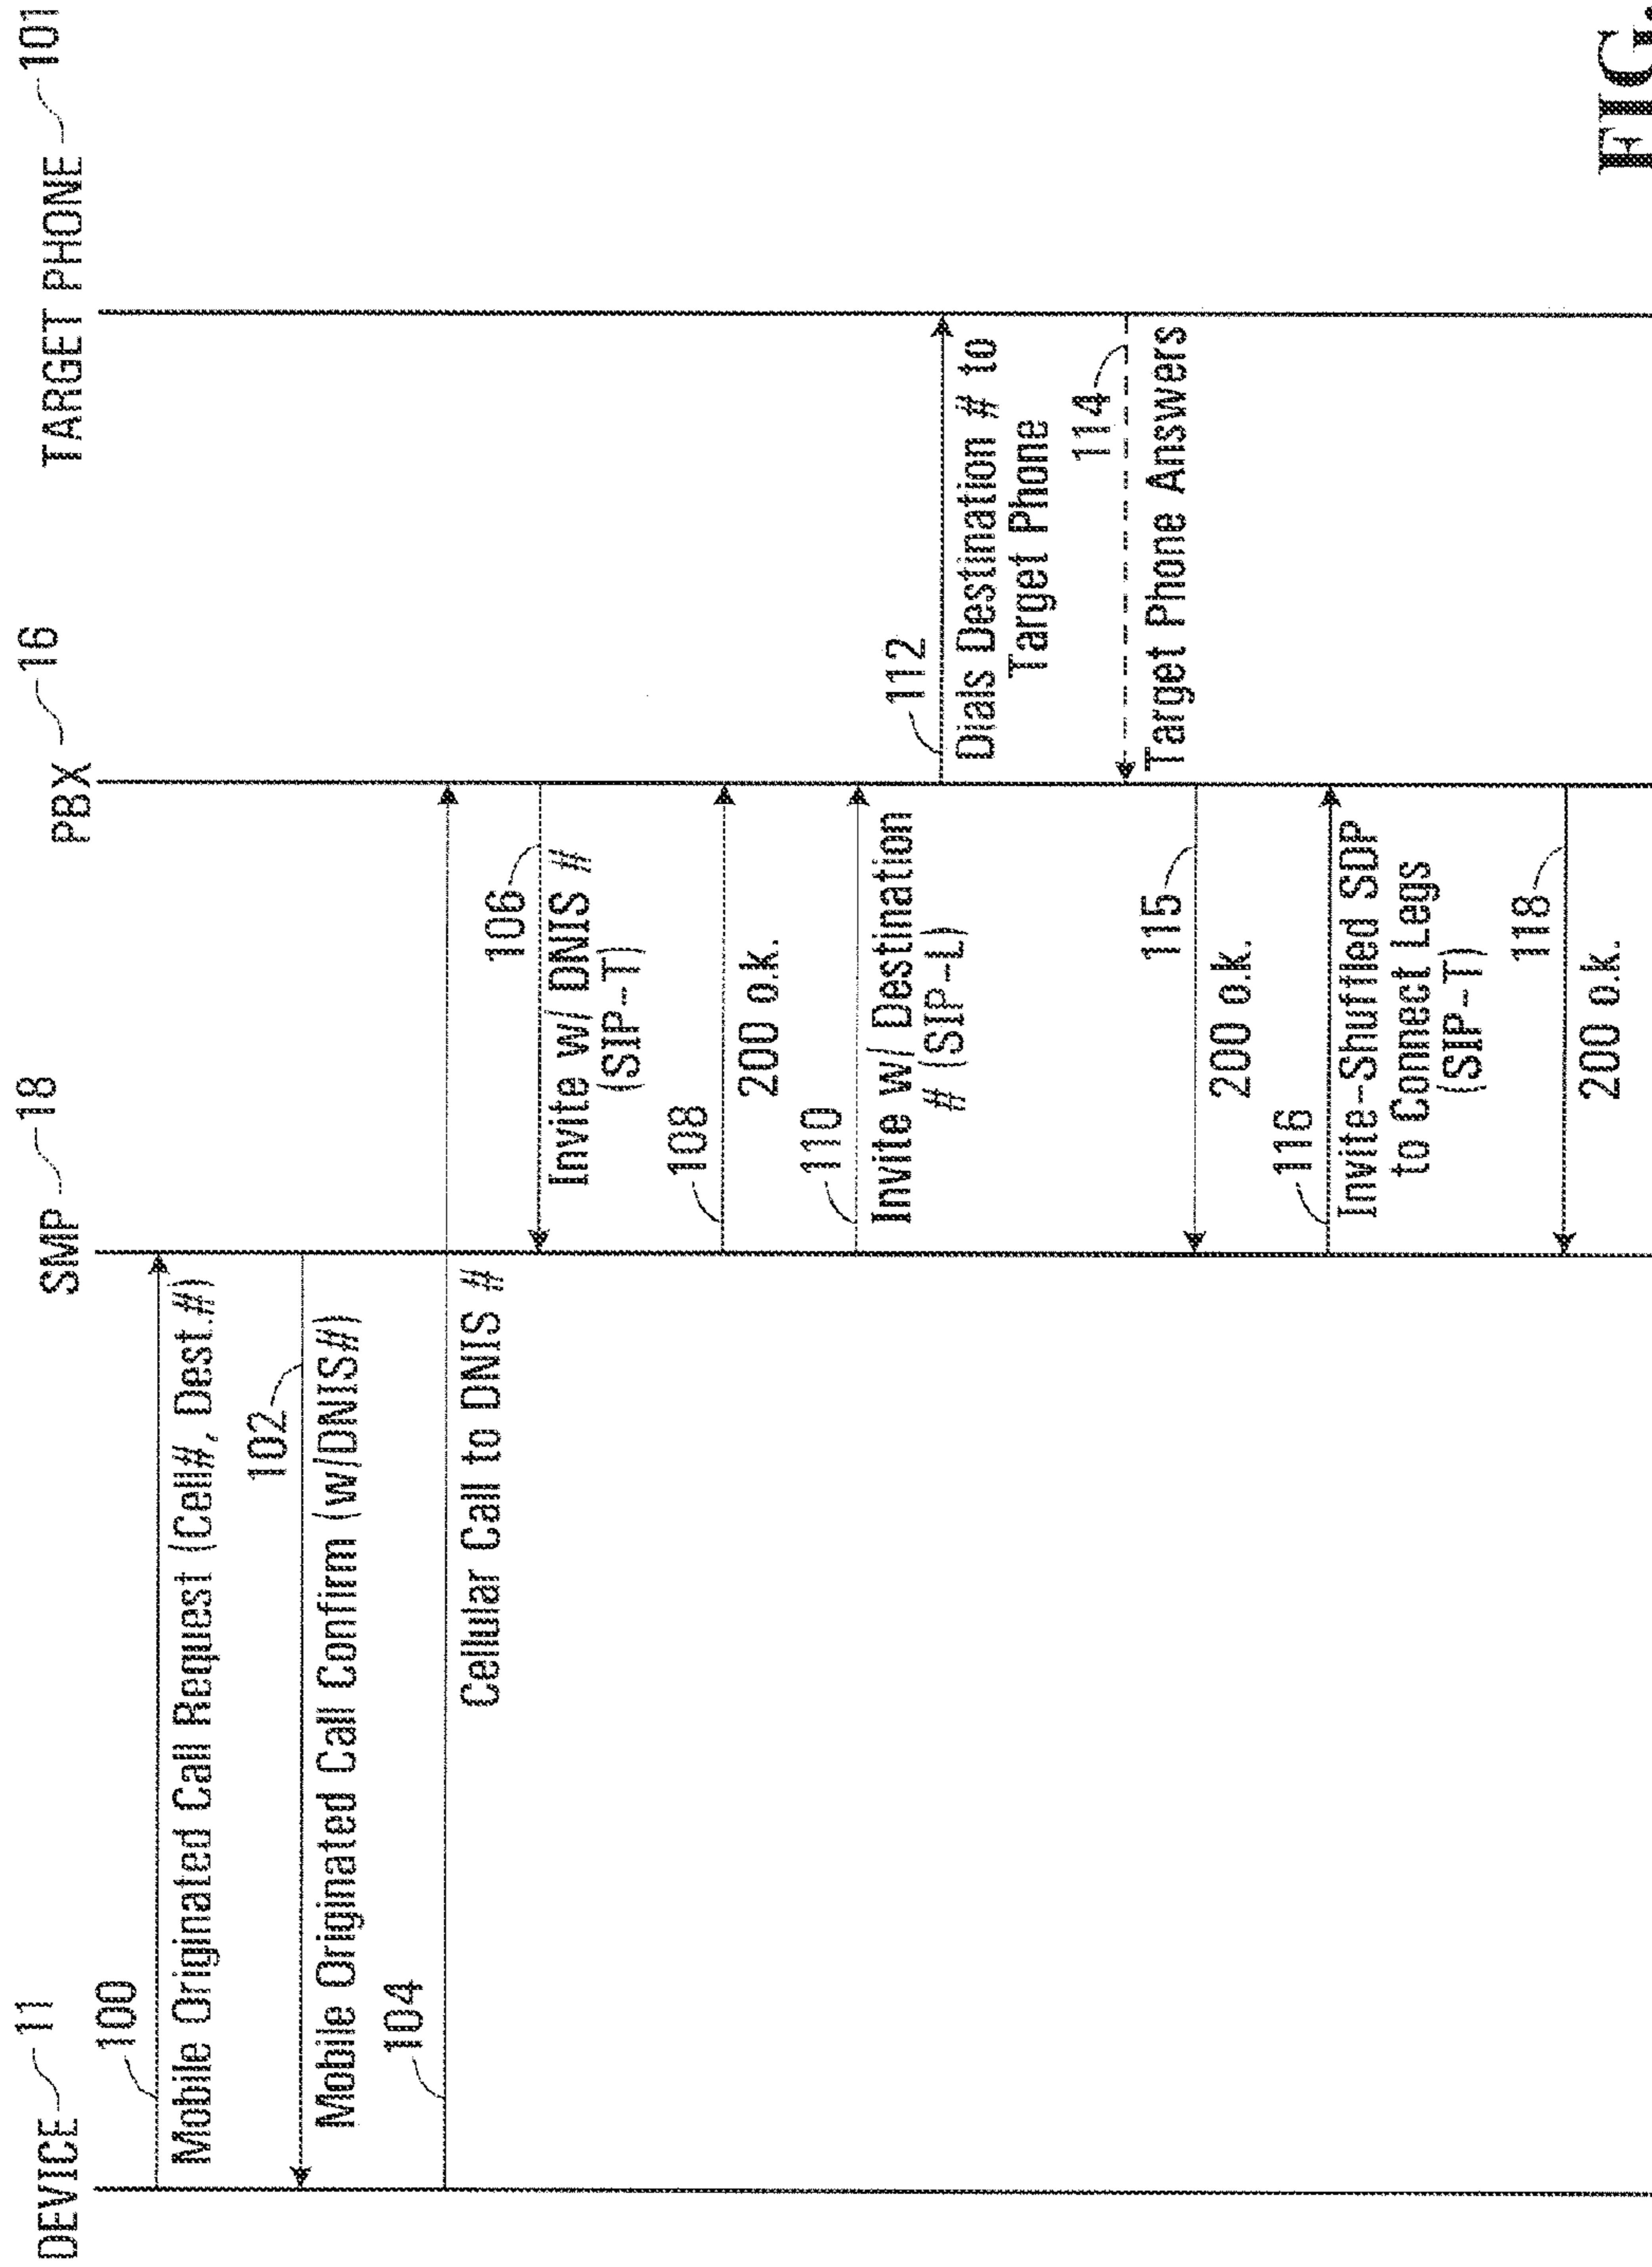 DEVICE 11
SMP 18
PBX 16
TARGET PHONE 101
100
Mobile Originated Call Request (Cell#, Dest.#)
102
Mobile Originated Call Confirm (w/DNIS#)
104
Cellular Call to DNIS #
106
Invite w/ DNIS #
(SIP-T)
108
200 o.k.
110
Invite w/ Destination
# (SIP-L)
112
Dials Destination # to
Target Phone
114
Target Phone Answers
115
200 o.k.
116
Invite-Shuffled SDP
to Connect Legs
(SIP-T)
118
200 o.k.
FIG.